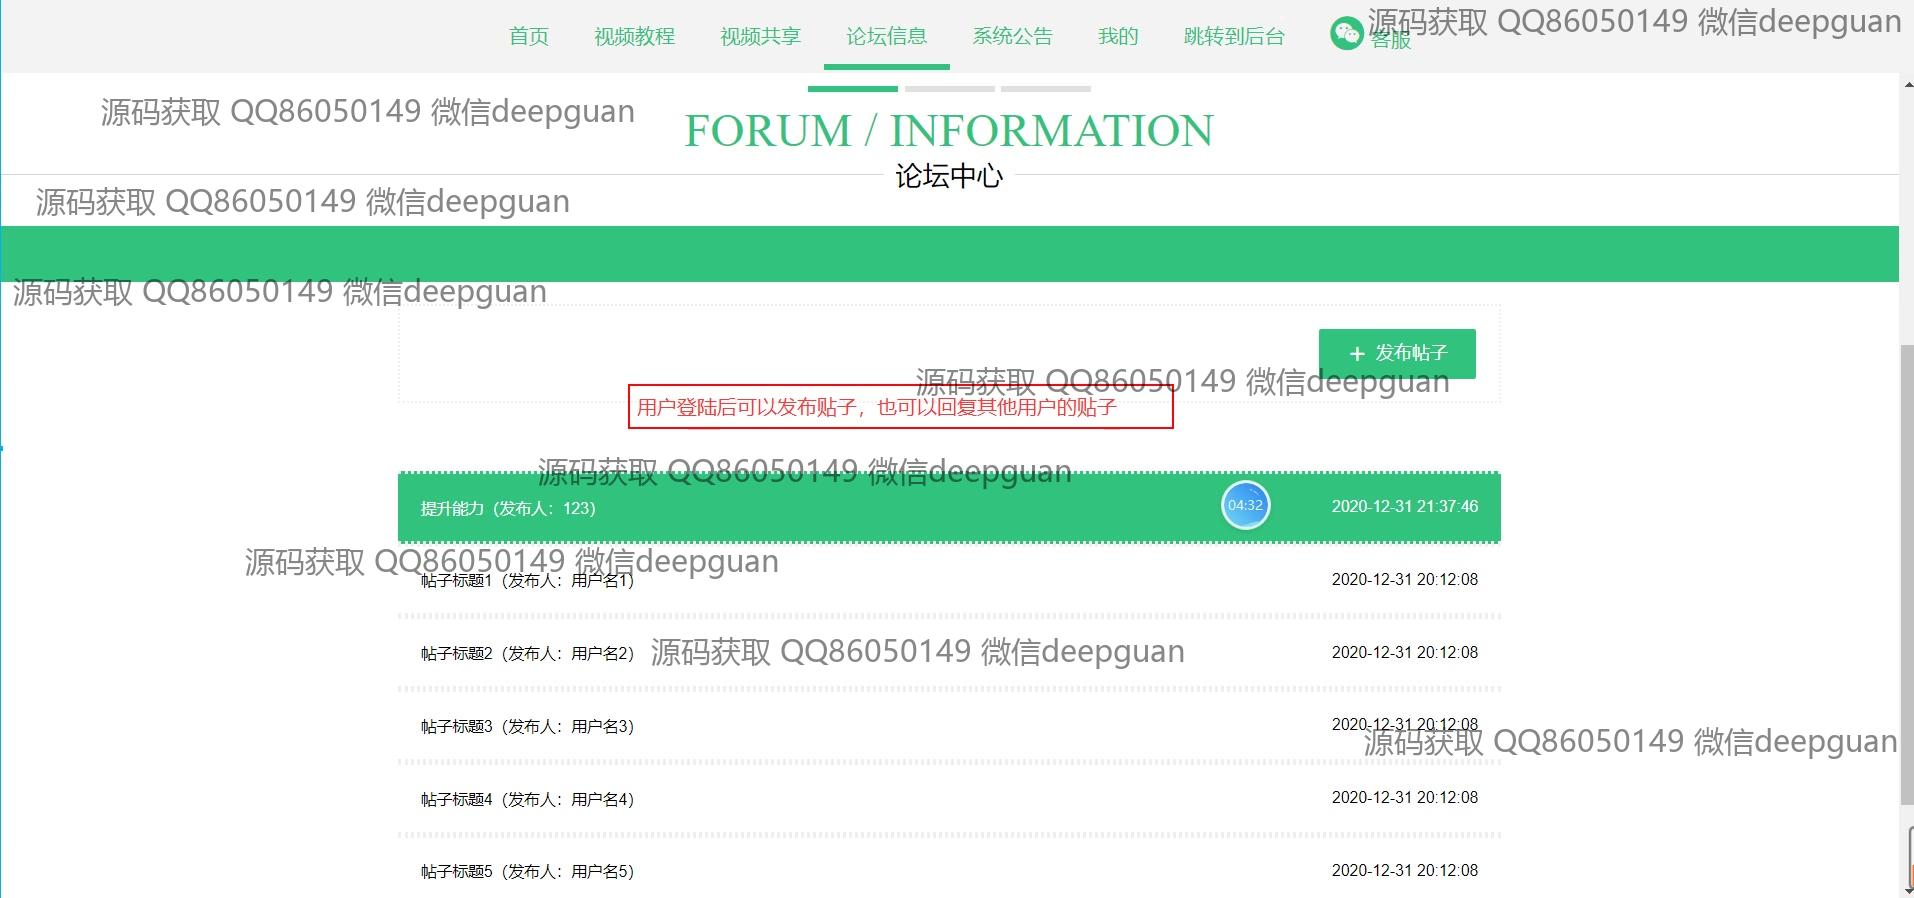 首页 视频教程 视频共享 论坛信息 系统公告 我的 跳转到后台 客服
源码获取 QQ86050149 微信deepguan
源码获取 QQ86050149 微信deepguan
FORUM / INFORMATION
论坛中心
源码获取 QQ86050149 微信deepguan
源码获取 QQ86050149 微信deepguan
+ 发布帖子
源码获取 QQ86050149 微信deepguan
用户登陆后可以发布贴子，也可以回复其他用户的贴子
源码获取 QQ86050149 微信deepguan
提升能力（发布人：123） 04:32 2020-12-31 21:37:46
源码获取 QQ86050149 微信deepguan
帖子标题1（发布人：用户名1） 2020-12-31 20:12:08
帖子标题2（发布人：用户名2） 2020-12-31 20:12:08
源码获取 QQ86050149 微信deepguan
帖子标题3（发布人：用户名3） 2020-12-31 20:12:08
源码获取 QQ86050149 微信deepguan
帖子标题4（发布人：用户名4） 2020-12-31 20:12:08
帖子标题5（发布人：用户名5） 2020-12-31 20:12:08